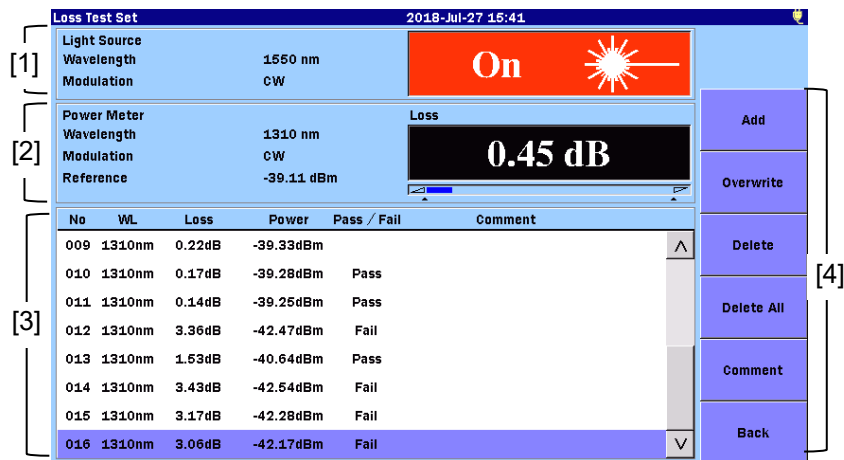 Loss Test Set 2018-Jul-27 15:41
[1]
Light Source
Wavelength 1550 nm
Modulation CW
On
[2]
Power Meter
Wavelength 1310 nm
Modulation CW
Reference -39.11 dBm
Loss
0.45 dB
[3]
No WL Loss Power Pass / Fail Comment
009 1310nm 0.22dB -39.33dBm
010 1310nm 0.17dB -39.28dBm Pass
011 1310nm 0.14dB -39.25dBm Pass
012 1310nm 3.36dB -42.47dBm Fail
013 1310nm 1.53dB -40.64dBm Pass
014 1310nm 3.43dB -42.54dBm Fail
015 1310nm 3.17dB -42.28dBm Fail
016 1310nm 3.06dB -42.17dBm Fail
[4]
Add
Overwrite
Delete
Delete All
Comment
Back